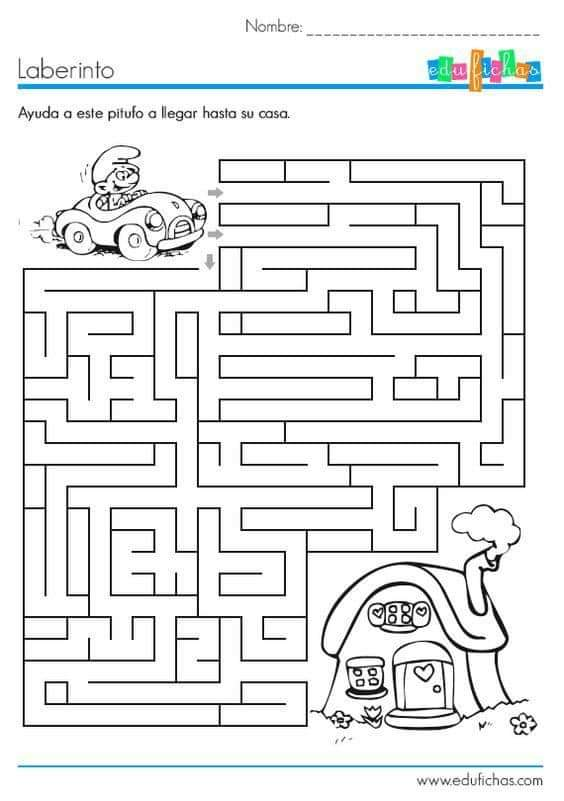 Nombre: ___________________________
Laberinto
edufichas
Ayuda a este pitufo a llegar hasta su casa.
www.edufichas.com